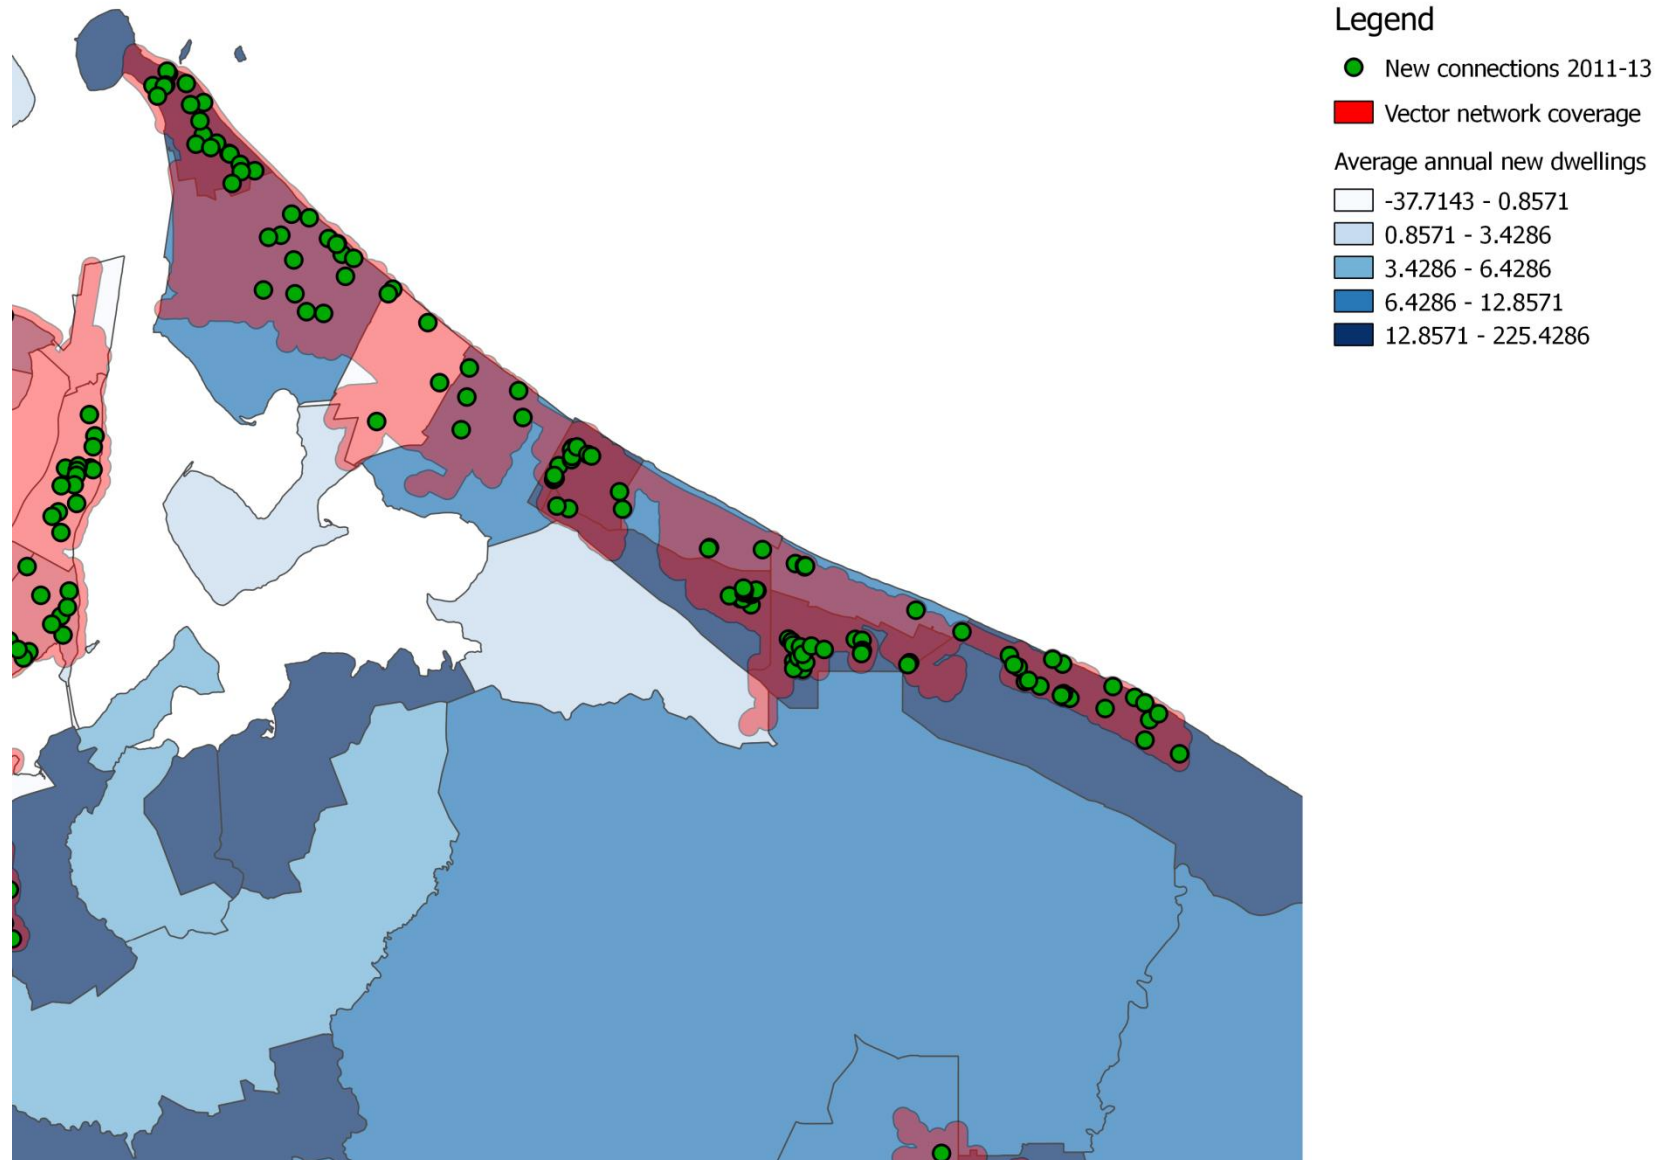 Legend
New connections 2011-13
Vector network coverage
Average annual new dwellings
-37.7143 - 0.8571
0.8571 - 3.4286
3.4286 - 6.4286
6.4286 - 12.8571
12.8571 - 225.4286